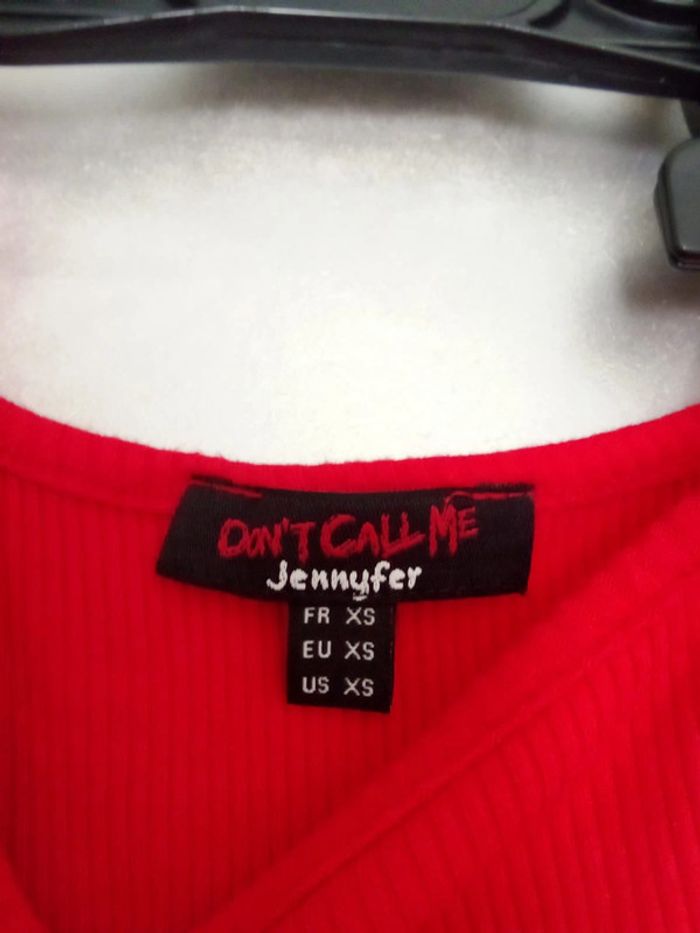 DON'T CALL ME
Jennyfer
FR XS
EU XS
US XS